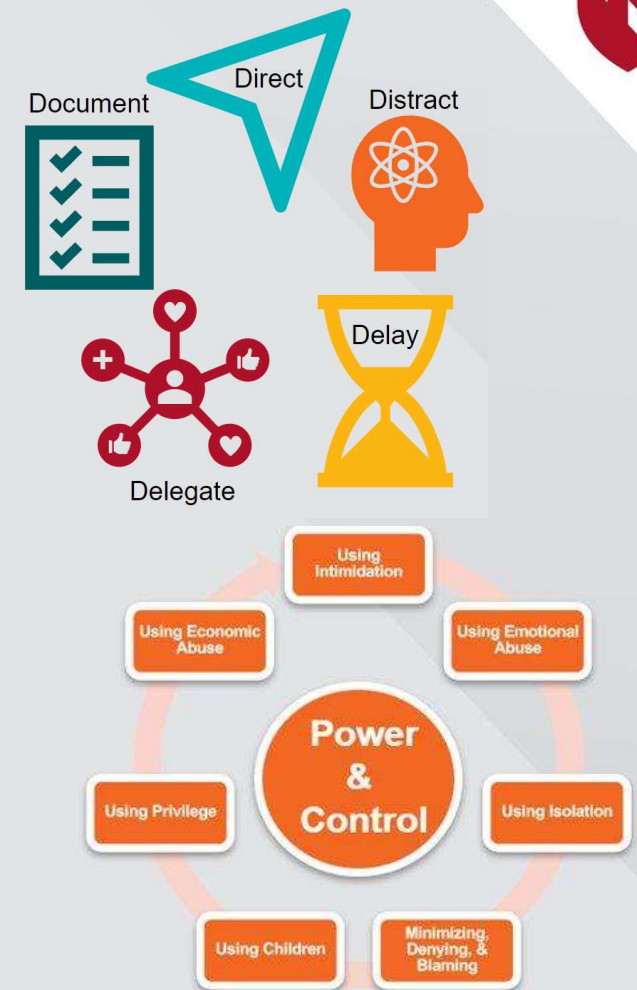 Direct
Document
Distract
Delay
Delegate
Using
Intimidation
Using Economic
Abuse
Using Emotional
Abuse
Power
&
Control
Using Privilege
Using Isolation
Using Children
Minimizing,
Denying, &
Blaming